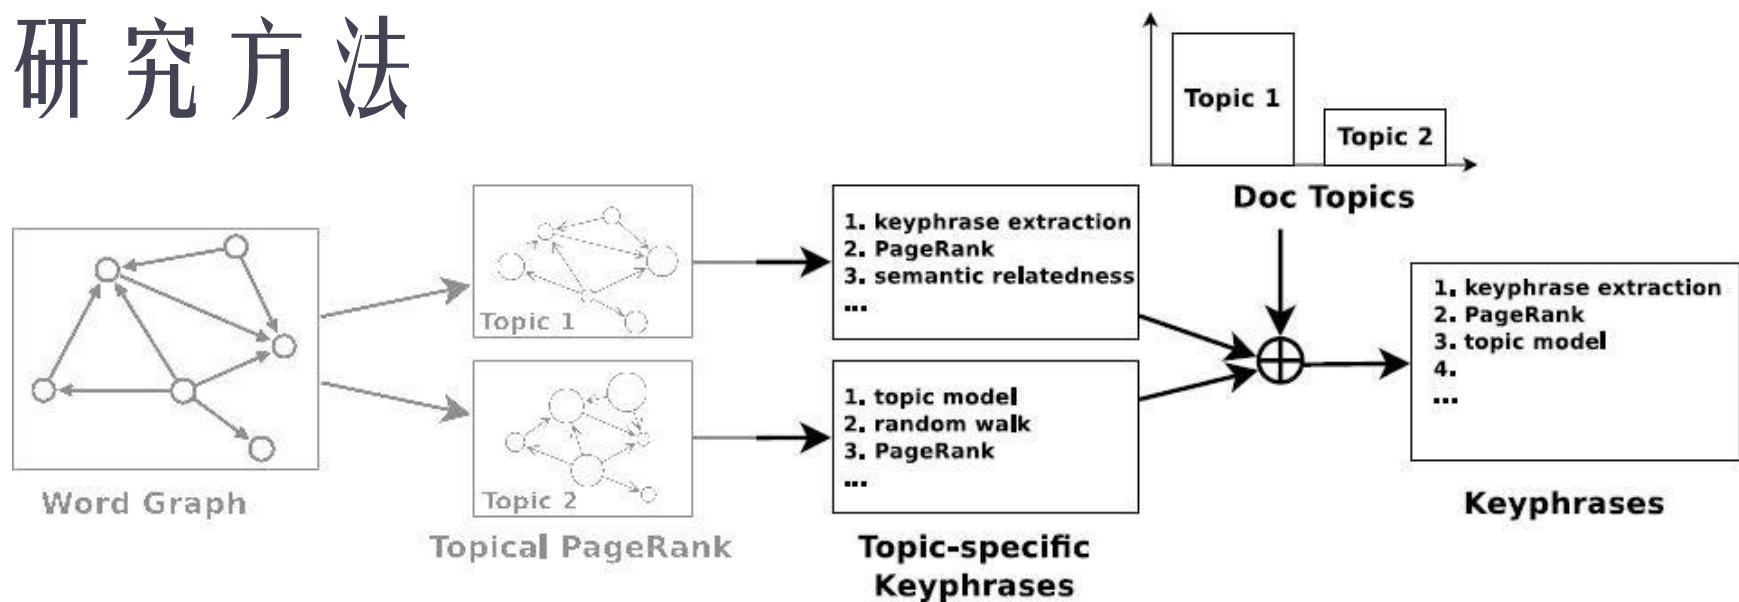 研究方法
Topic 1
Topic 2
Doc Topics
Word Graph
Topic 1
Topic 2
Topical PageRank
1. keyphrase extraction
2. PageRank
3. semantic relatedness
...
1. topic model
2. random walk
3. PageRank
...
Topic-specific
Keyphrases
1. keyphrase extraction
2. PageRank
3. topic model
4.
...
Keyphrases